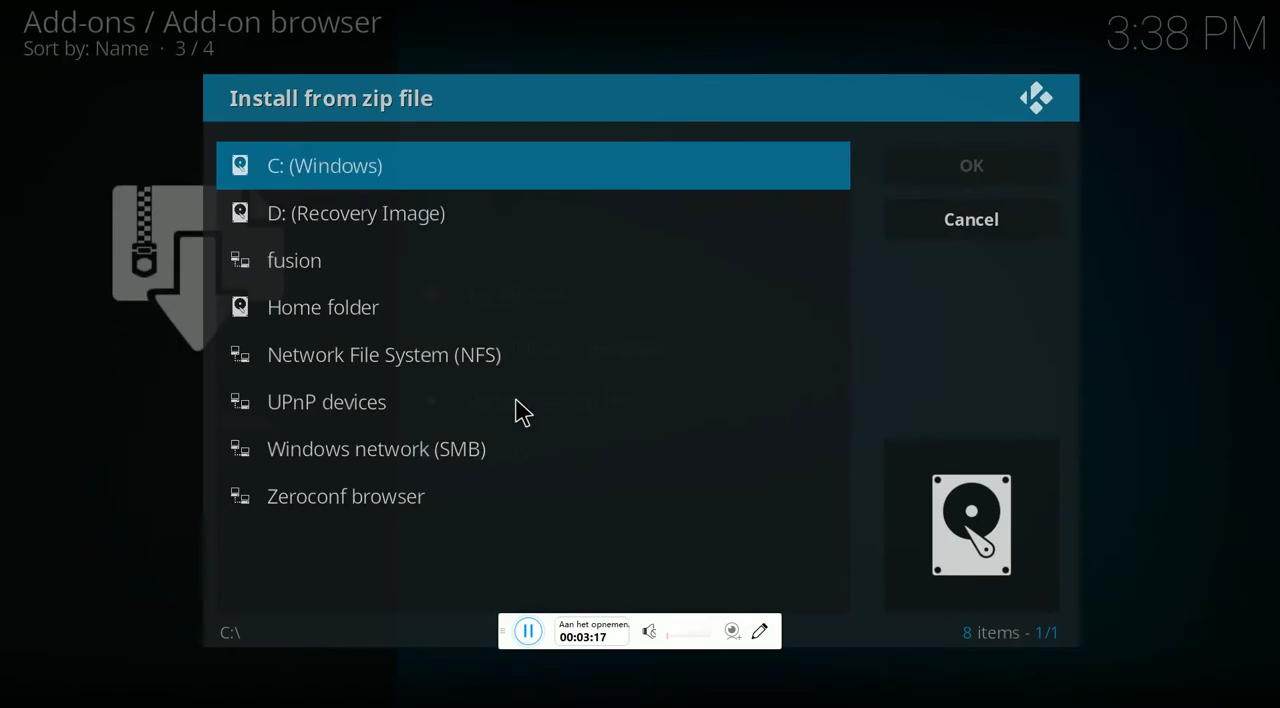 Add-ons / Add-on browser
Sort by: Name · 3 / 4
3:38 PM
Install from zip file
C: (Windows)
D: (Recovery Image)
fusion
Home folder
Network File System (NFS)
UPnP devices
Windows network (SMB)
Zeroconf browser
OK
Cancel
C:\
8 items - 1/1
Aan het opnemen.
00:03:17